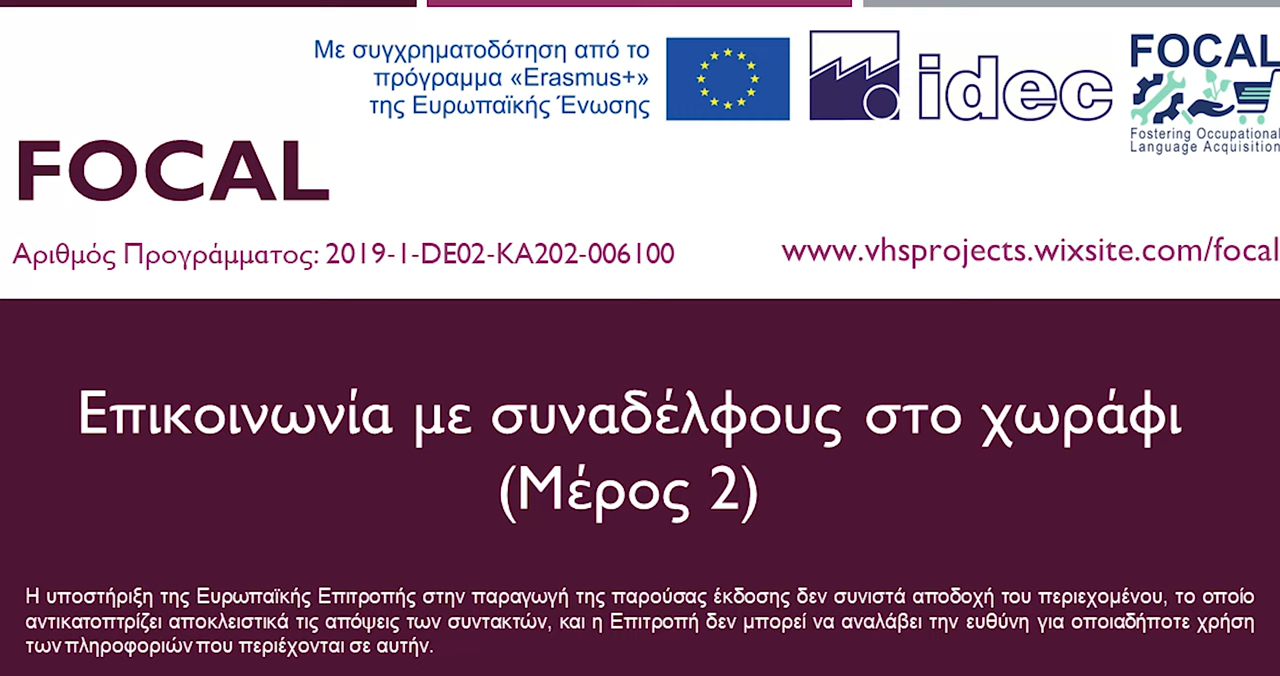 Με συγχρηματοδότηση από το
πρόγραμμα «Erasmus+»
της Ευρωπαϊκής Ένωσης
idec
FOCAL
Fostering Occupational
Language Acquisition
FOCAL
Αριθμός Προγράμματος: 2019-1-DE02-KA202-006100
www.vhsprojects.wixsite.com/focal
Επικοινωνία με συναδέλφους στο χωράφι
(Μέρος 2)
Η υποστήριξη της Ευρωπαϊκής Επιτροπής στην παραγωγή της παρούσας έκδοσης δεν συνιστά αποδοχή του περιεχομένου, το οποίο
αντικατοπτρίζει αποκλειστικά τις απόψεις των συντακτών, και η Επιτροπή δεν μπορεί να αναλάβει την ευθύνη για οποιαδήποτε χρήση
των πληροφοριών που περιέχονται σε αυτήν.